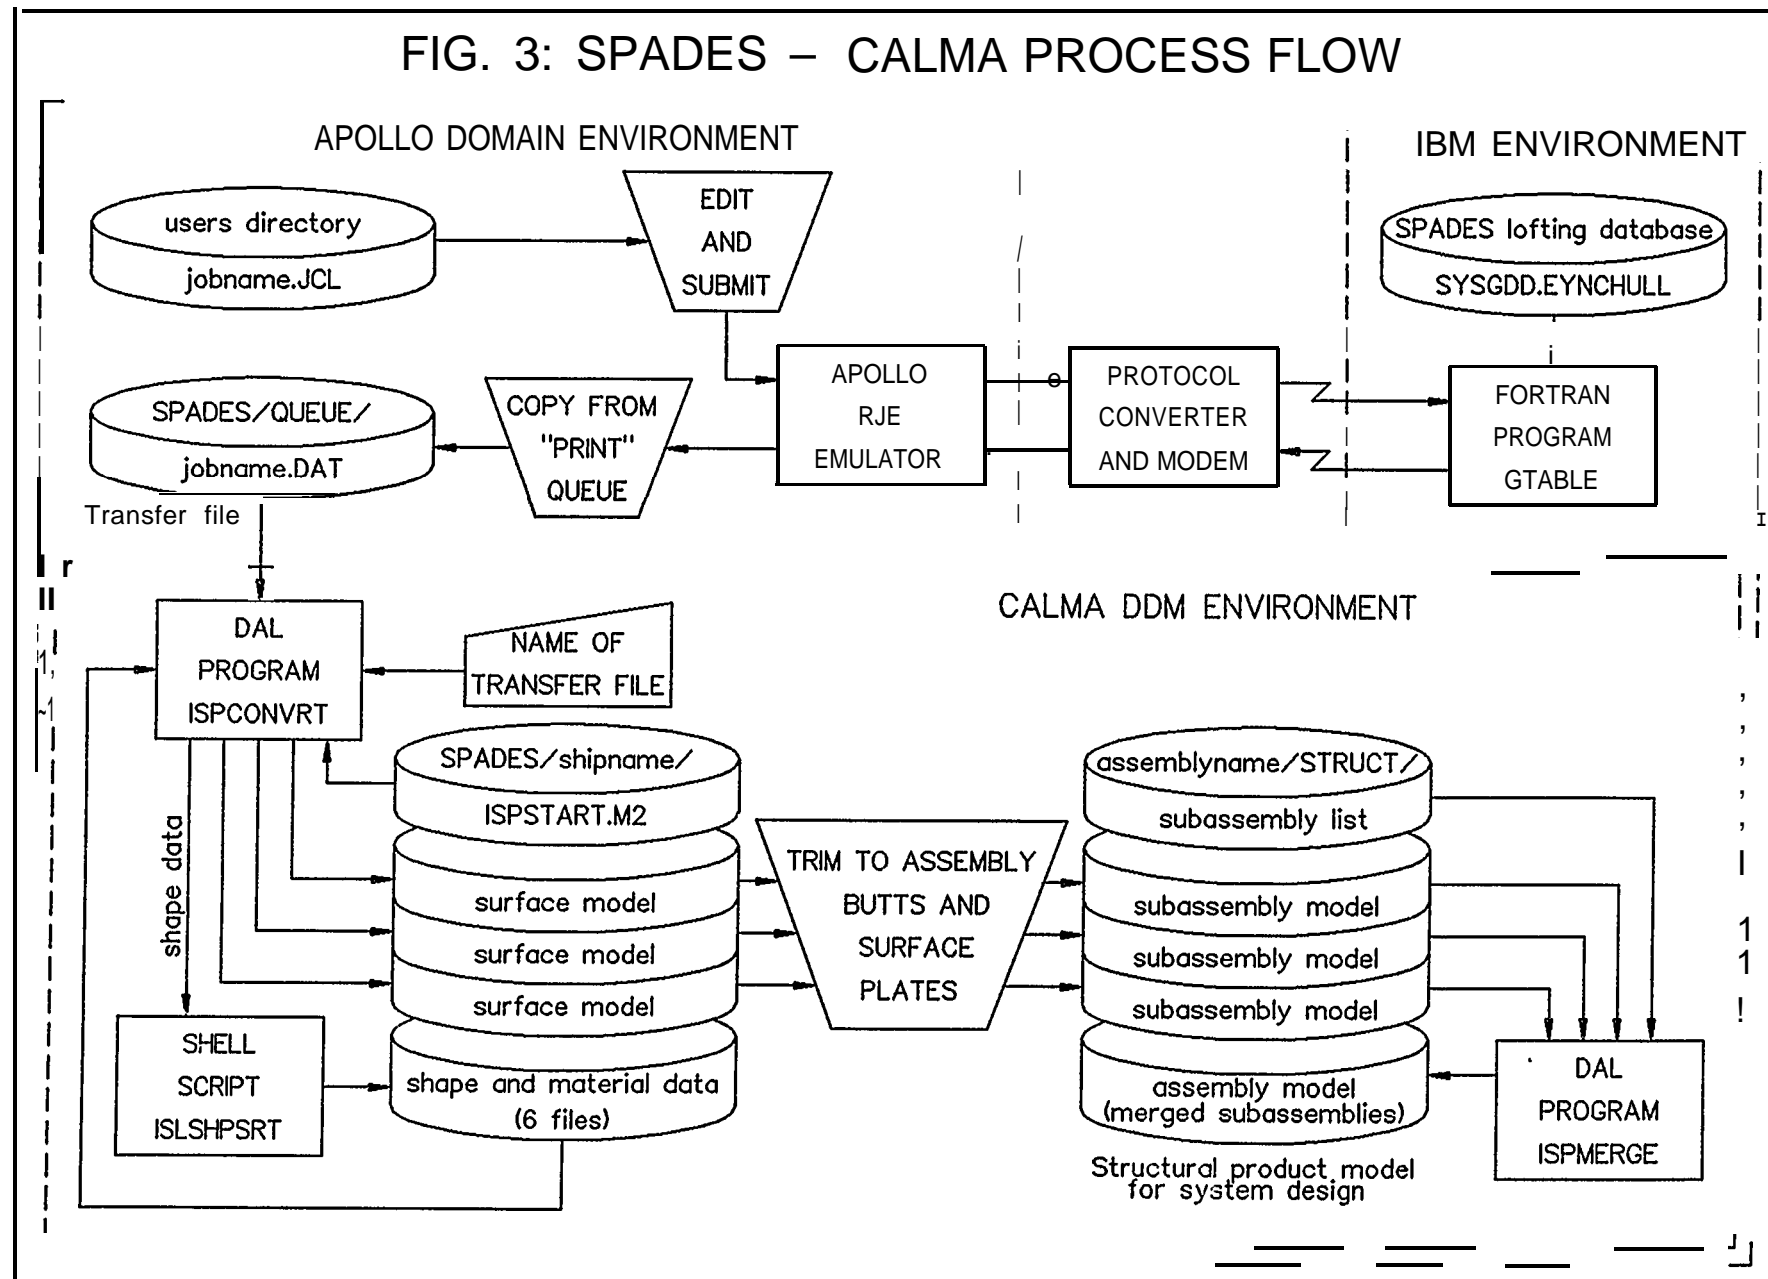 FIG. 3: SPADES – CALMA PROCESS FLOW
APOLLO DOMAIN ENVIRONMENT
IBM ENVIRONMENT
users directory
jobname.JCL
EDIT
AND
SUBMIT
SPADES lofting database
SYSGDD.EYNCHULL
SPADES/QUEUE/
jobname.DAT
Transfer file
COPY FROM
"PRINT"
QUEUE
APOLLO
RJE
EMULATOR
PROTOCOL
CONVERTER
AND MODEM
FORTRAN
PROGRAM
GTABLE
CALMA DDM ENVIRONMENT
DAL
PROGRAM
ISPCONVRT
NAME OF
TRANSFER FILE
SPADES/shipname/
ISPSTART.M2
surface model
surface model
surface model
shape and material data
(6 files)
shape data
SHELL
SCRIPT
ISLSHPSRT
TRIM TO ASSEMBLY
BUTTS AND
SURFACE
PLATES
assemblyname/STRUCT/
subassembly list
subassembly model
subassembly model
subassembly model
assembly model
(merged subassemblies)
Structural product model
for system design
DAL
PROGRAM
ISPMERGE